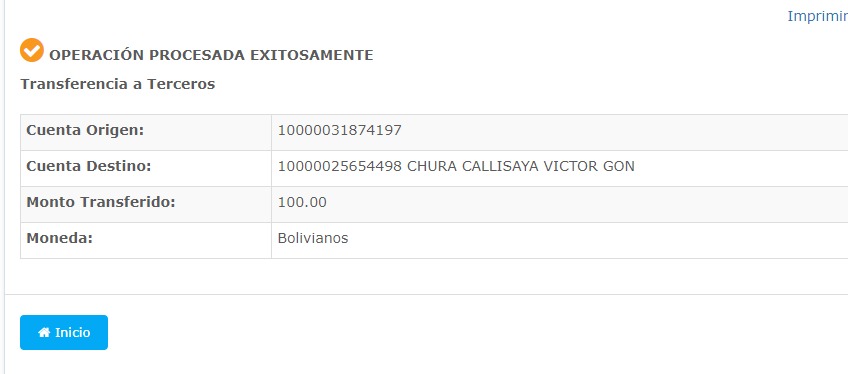 Imprimir
OPERACIÓN PROCESADA EXITOSAMENTE
Transferencia a Terceros
Cuenta Origen: 10000031874197
Cuenta Destino: 10000025654498 CHURA CALLISAYA VICTOR GON
Monto Transferido: 100.00
Moneda: Bolivianos
Inicio